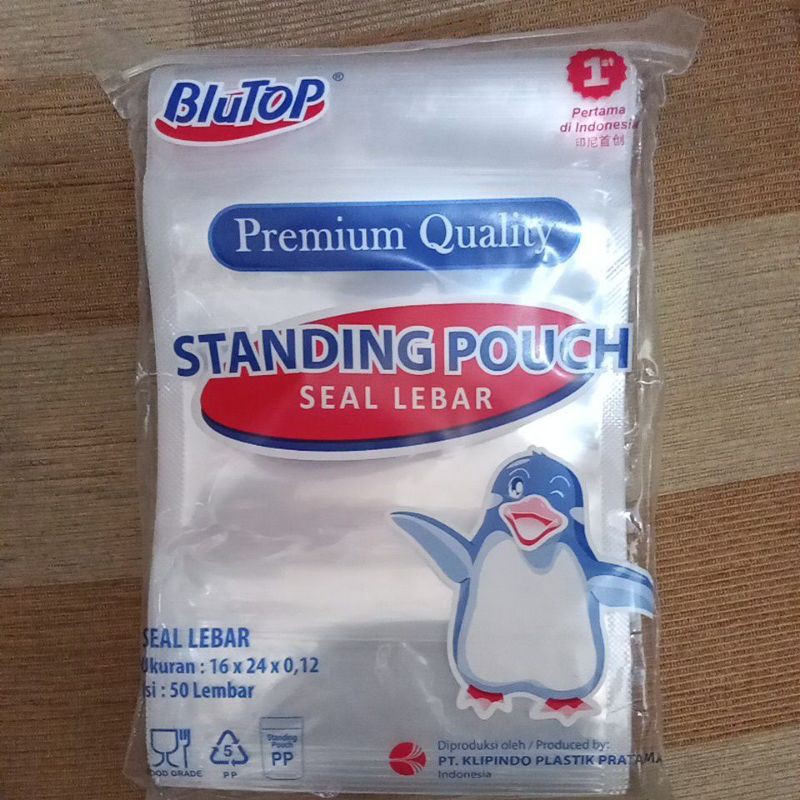 BluTop®
1st
Pertama
di Indonesia
印尼首创
Premium Quality
STANDING POUCH
SEAL LEBAR
SEAL LEBAR
Ukuran : 16 x 24 x 0,12
Isi : 50 Lembar
FOOD GRADE
5
PP
Standing
Pouch
PP
Diproduksi oleh / Produced by:
PT. KLIPINDO PLASTIK PRATAMA
Indonesia